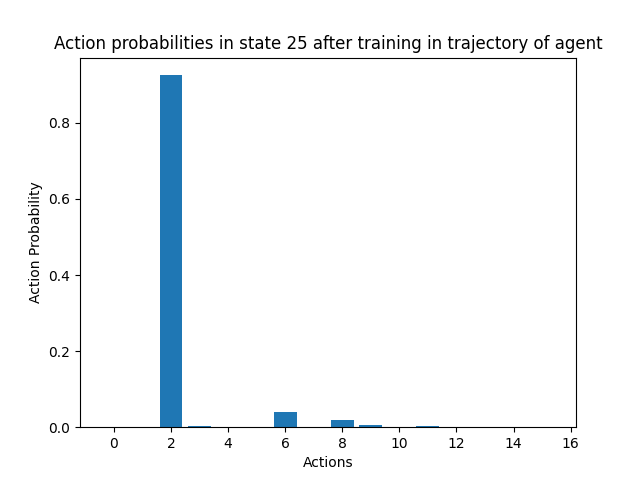 Action probabilities in state 25 after training in trajectory of agent
Action Probability
0.8
0.6
0.4
0.2
0.0
0 2 4 6 8 10 12 14 16
Actions